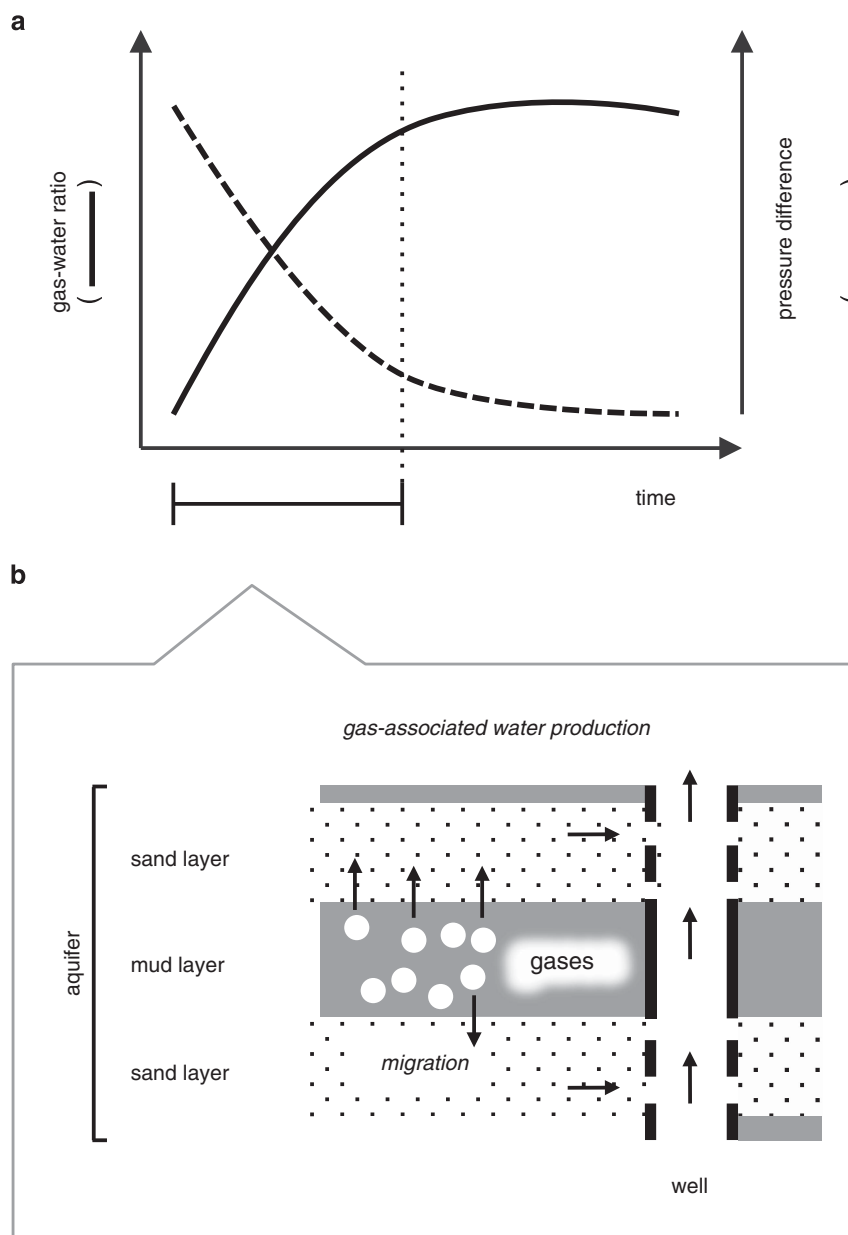 a
gas-water ratio
(
)
pressure difference
(
)
time
b
gas-associated water production
sand layer
aquifer
mud layer
gases
sand layer
migration
well